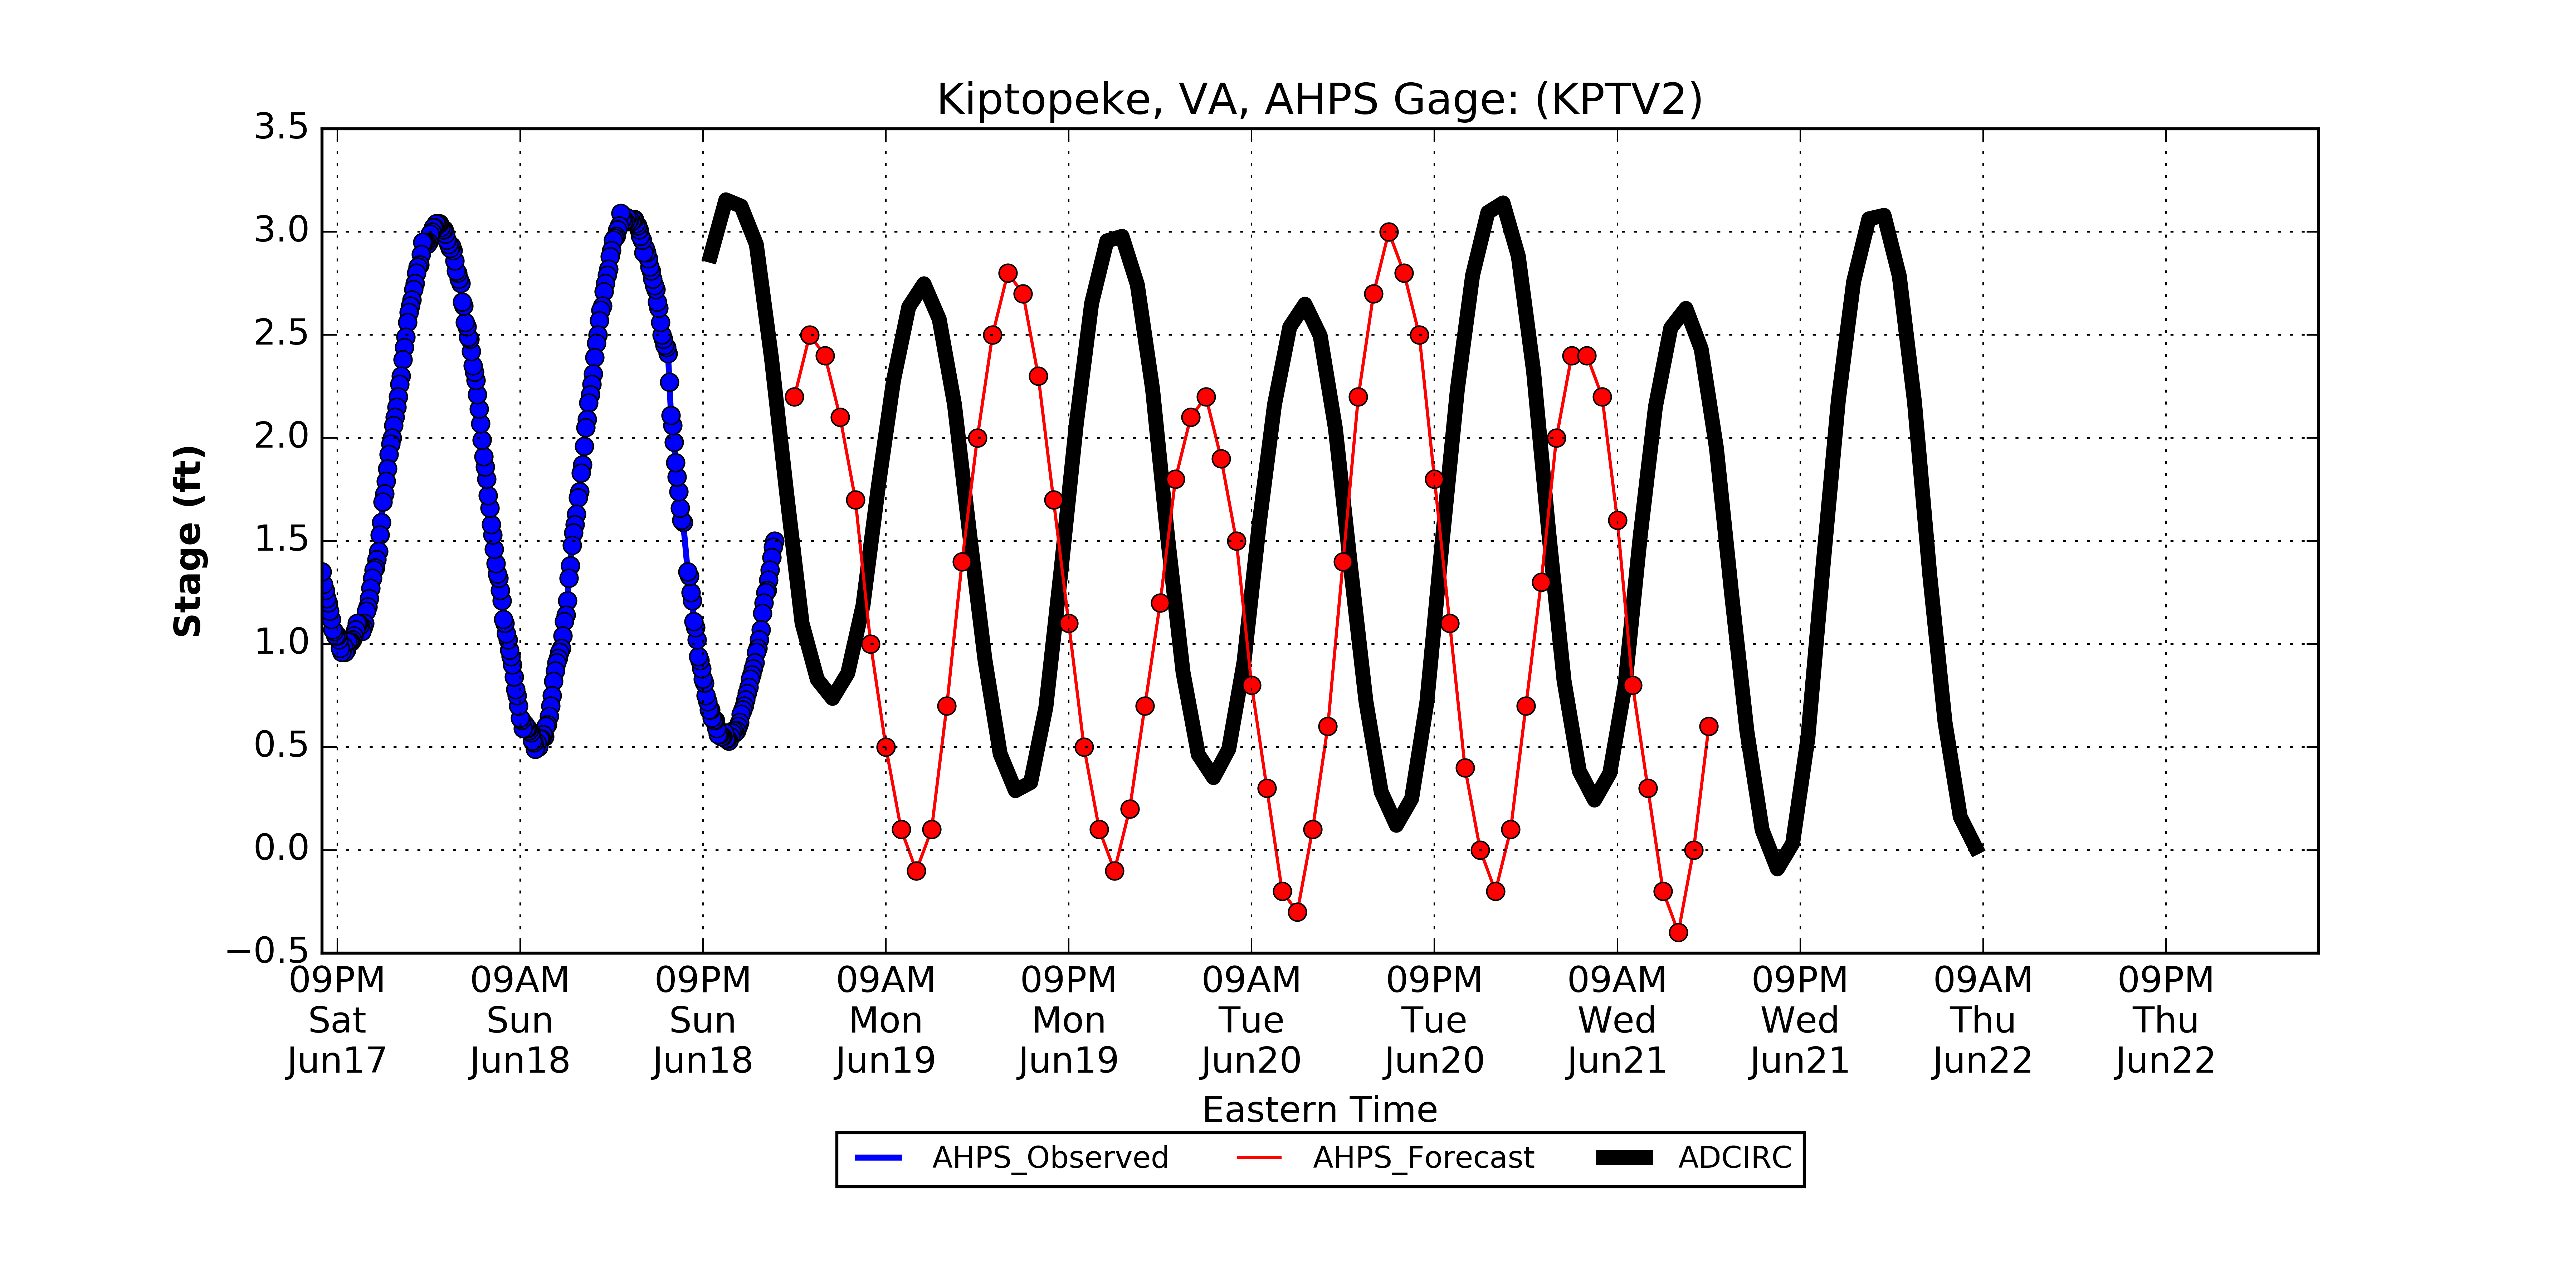 Kiptopeke, VA, AHPS Gage: (KPTV2)
3.5
3.0
2.5
2.0
1.5
1.0
0.5
0.0
−0.5
Stage (ft)
09PM 09AM 09PM 09AM 09PM 09AM 09PM 09AM 09PM 09AM 09PM
Sat Sun Sun Mon Mon Tue Tue Wed Wed Thu Thu
Jun17 Jun18 Jun18 Jun19 Jun19 Jun20 Jun20 Jun21 Jun21 Jun22 Jun22
Eastern Time
AHPS_Observed AHPS_Forecast ADCIRC